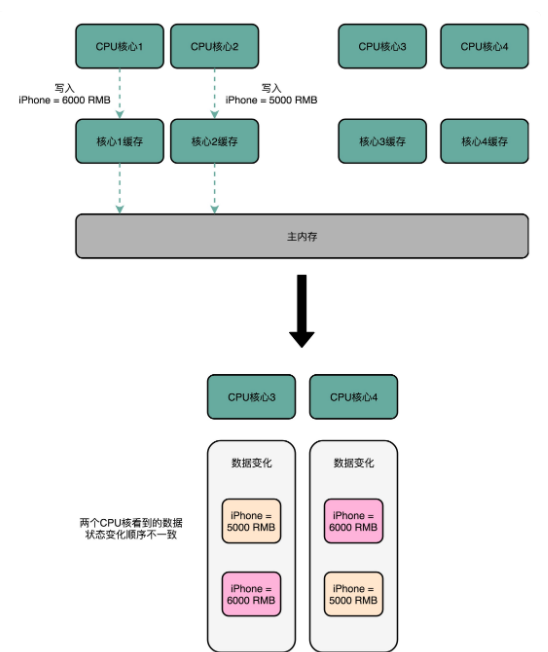 CPU核心1
CPU核心2
CPU核心3
CPU核心4
写入
iPhone = 6000 RMB
写入
iPhone = 5000 RMB
核心1缓存
核心2缓存
核心3缓存
核心4缓存
主内存
CPU核心3
CPU核心4
数据变化
数据变化
iPhone =
5000 RMB
iPhone =
6000 RMB
两个CPU核看到的数据
状态变化顺序不一致
iPhone =
6000 RMB
iPhone =
5000 RMB